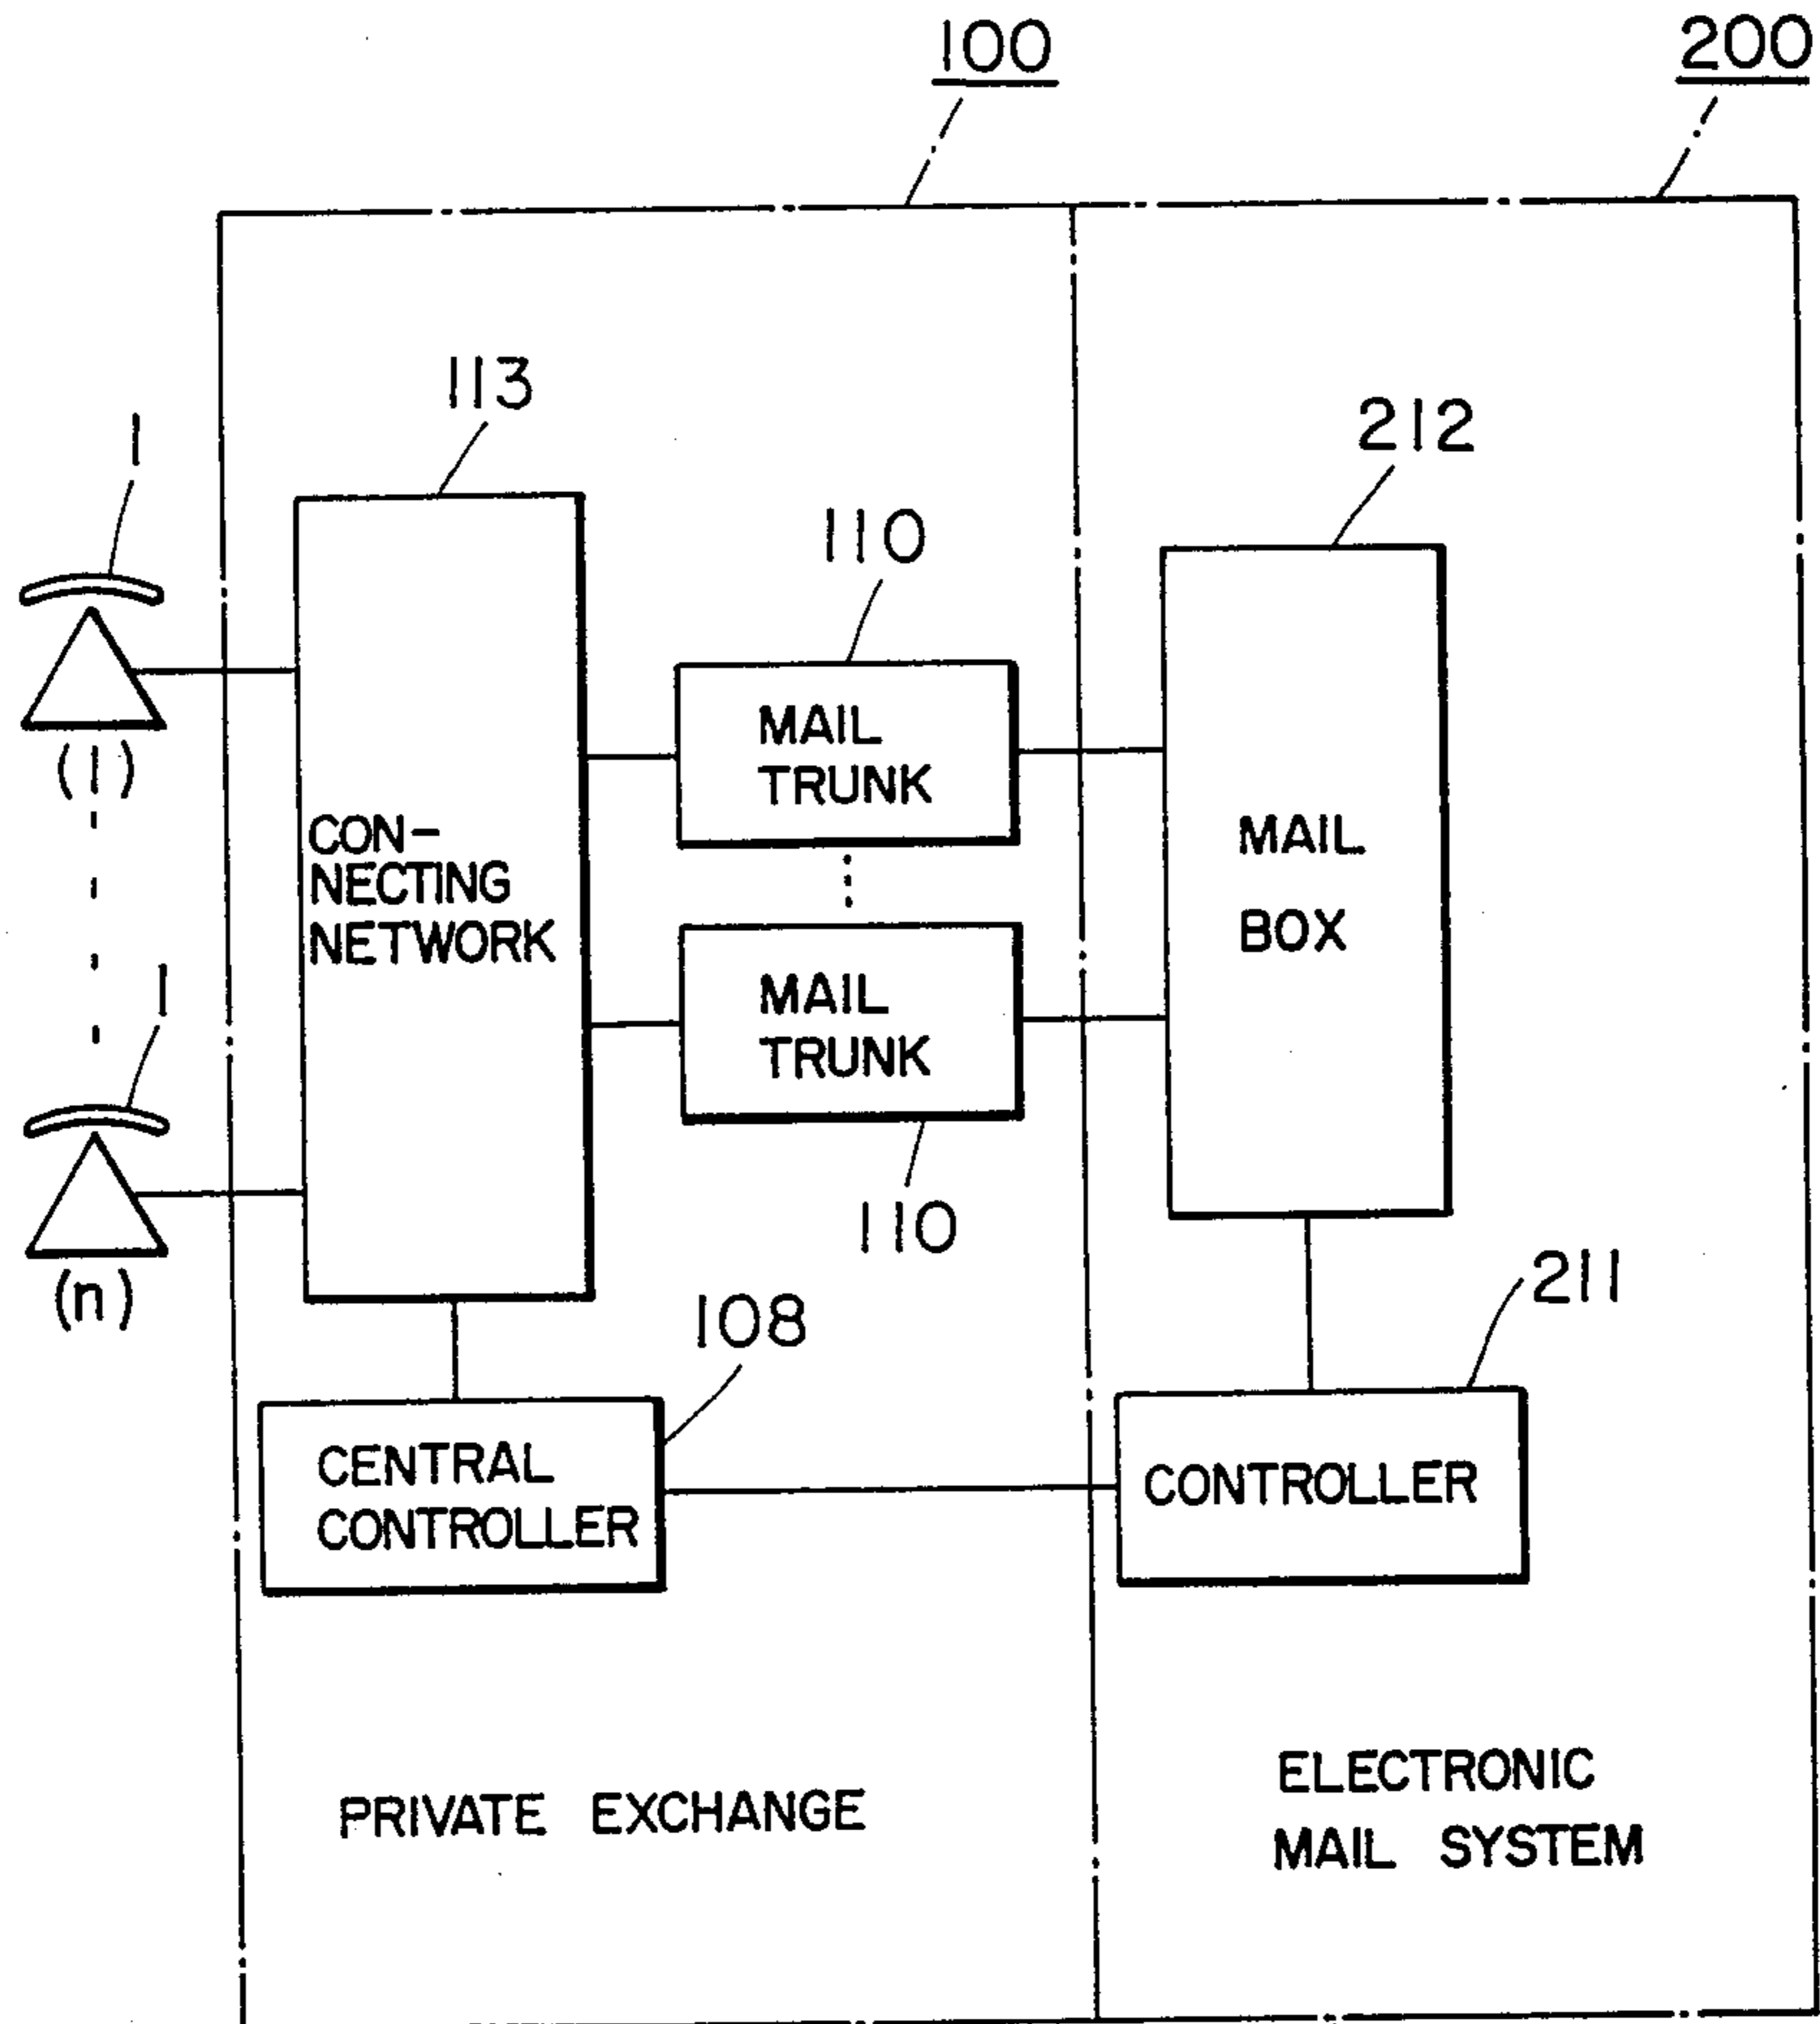 100
200
113
1
212
110
MAIL
TRUNK
(1)
CON-
NECTING
NETWORK
MAIL
BOX
1
MAIL
TRUNK
110
(n)
108
211
CENTRAL
CONTROLLER
CONTROLLER
PRIVATE EXCHANGE
ELECTRONIC
MAIL SYSTEM